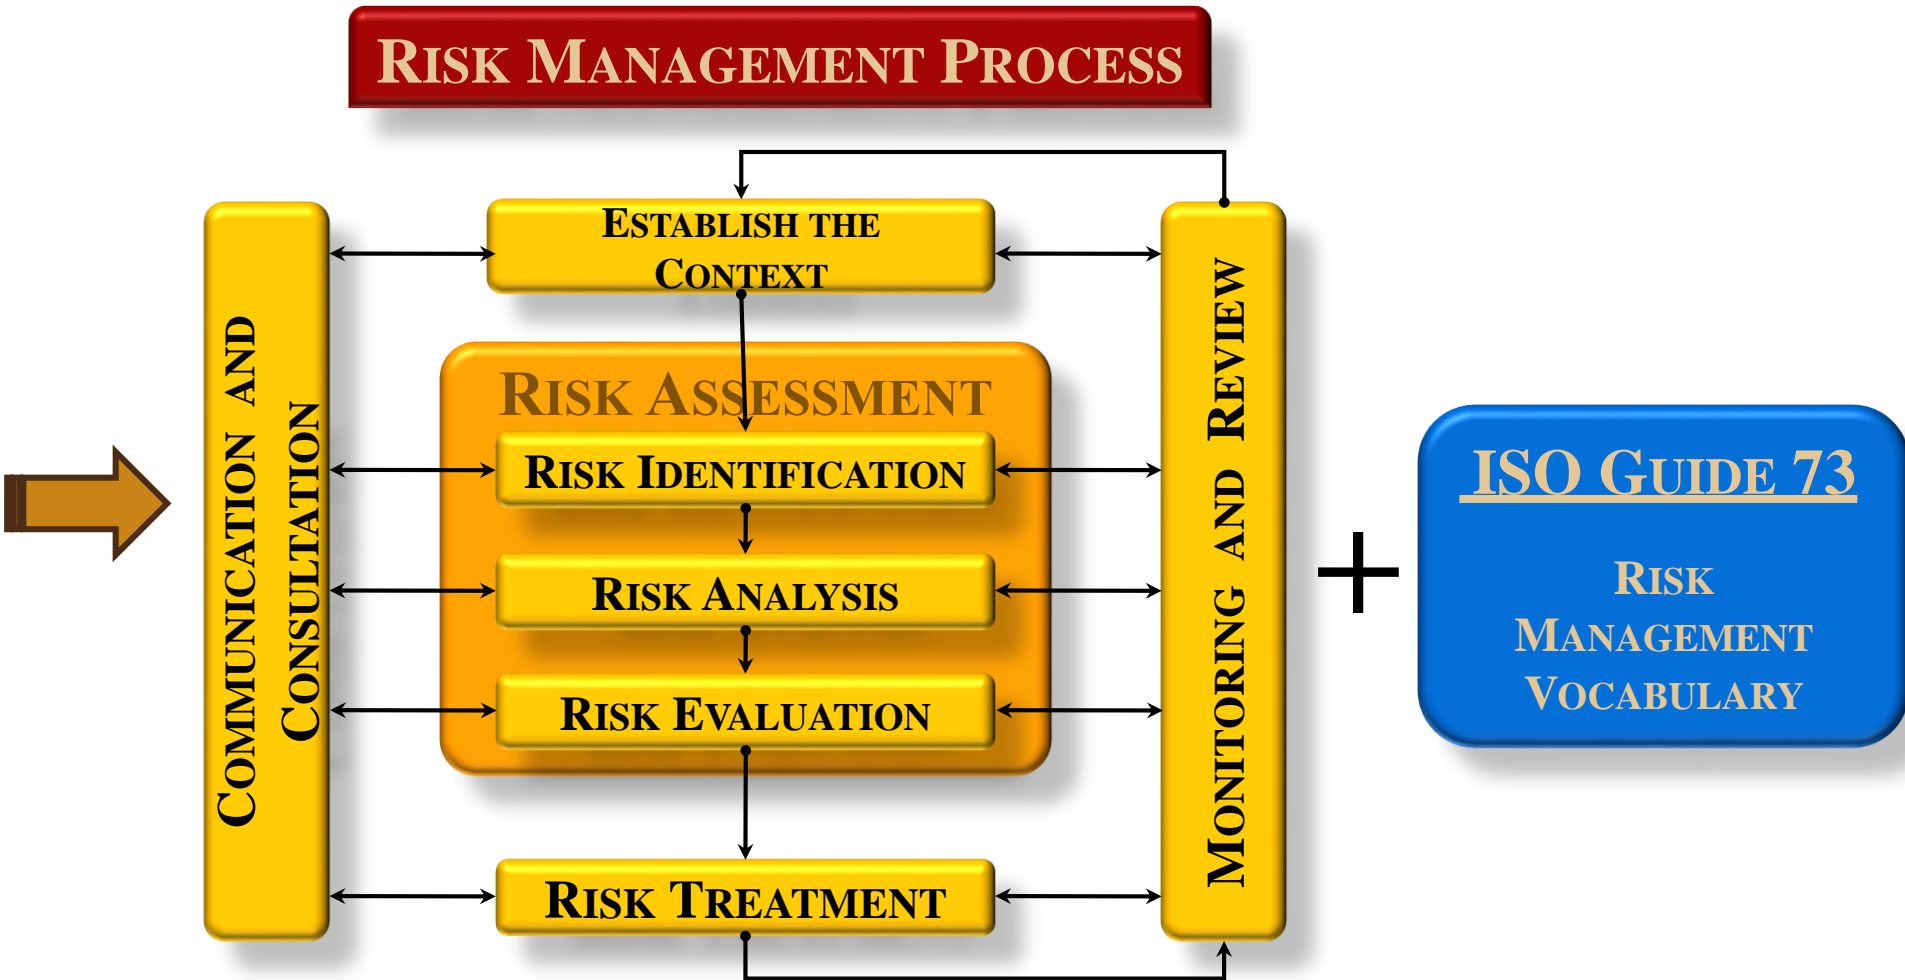 RISK MANAGEMENT PROCESS
ESTABLISH THE
CONTEXT
COMMUNICATION AND
CONSULTATION
RISK ASSESSMENT
RISK IDENTIFICATION
RISK ANALYSIS
RISK EVALUATION
RISK TREATMENT
MONITORING AND REVIEW
+
ISO GUIDE 73
RISK
MANAGEMENT
VOCABULARY